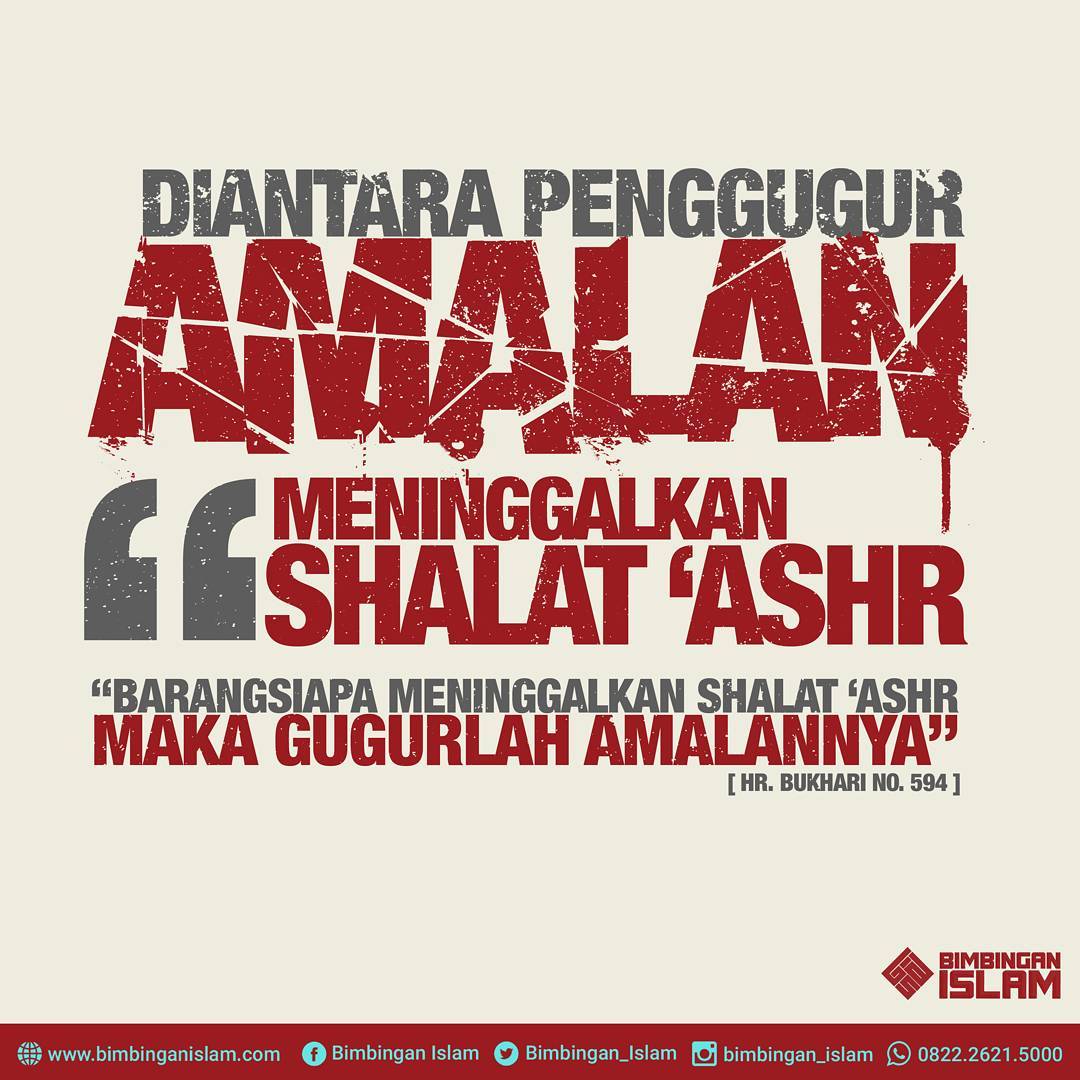 DIANTARA PENGGUGUR
AMALAN
“MENINGGALKAN
SHALAT ‘ASHR
“BARANGSIAPA MENINGGALKAN SHALAT ‘ASHR
MAKA GUGURLAH AMALANNYA”
[ HR. BUKHARI NO. 594 ]
BIMBINGAN
ISLAM
www.bimbinganislam.com Bimbingan Islam Bimbingan_Islam bimbingan_islam 0822.2621.5000